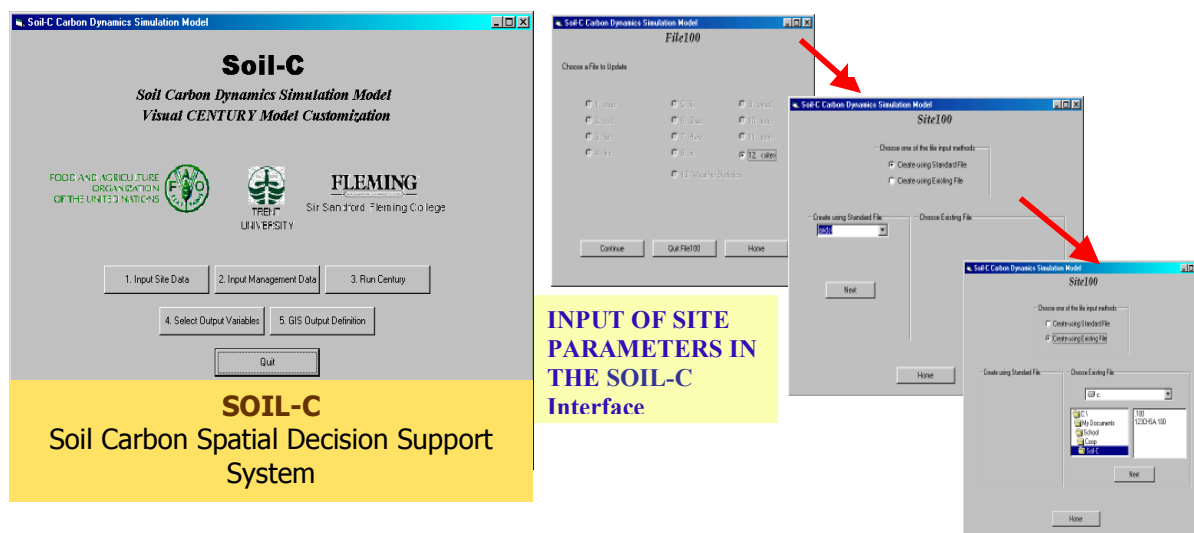 Soil-C Carbon Dynamics Simulation Model
Soil-C
Soil Carbon Dynamics Simulation Model
Visual CENTURY Model Customization
FOOD AND AGRICULTURE
ORGANIZATION
OF THE UNITED NATIONS
TRENT
UNIVERSITY
FLEMING
Sir Sandford Fleming College
1. Input Site Data
2. Input Management Data
3. Run Century
4. Select Output Variables
5. GIS Output Definition
Quit
SOIL-C
Soil Carbon Spatial Decision Support
System
Soil-C Carbon Dynamics Simulation Model
File100
Choose a File to Update
12. <site>
13. Weather Statistics
Continue
Quit File100
Home
INPUT OF SITE
PARAMETERS IN
THE SOIL-C
Interface
Soil-C Carbon Dynamics Simulation Model
Site100
Choose one of the file input methods
Create using Standard File
Create using Existing File
Create using Standard File
Choose Existing File
Next
Home
Soil-C Carbon Dynamics Simulation Model
Site100
Choose one of the file input methods
Create using Standard File
Create using Existing File
Create using Standard File
Choose Existing File
c:
C:\
My Documents
School
Coop
Soil-C
.100
Next
Home